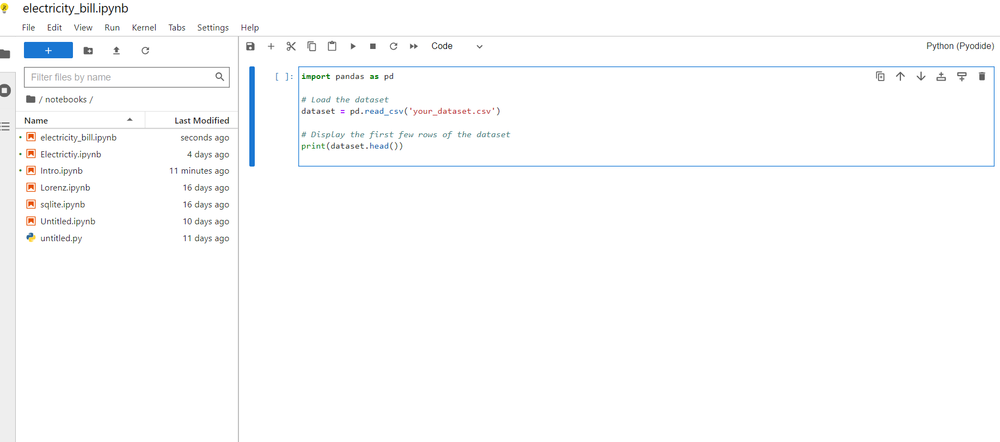 electricity_bill.ipynb
File Edit View Run Kernel Tabs Settings Help
+
Code
Python (Pyodide)
Filter files by name
/ notebooks /
Name Last Modified
electricity_bill.ipynb seconds ago
Electrictiy.ipynb 4 days ago
Intro.ipynb 11 minutes ago
Lorenz.ipynb 16 days ago
sqlite.ipynb 16 days ago
Untitled.ipynb 10 days ago
untitled.py 11 days ago
[ ]: import pandas as pd
# Load the dataset
dataset = pd.read_csv('your_dataset.csv')
# Display the first few rows of the dataset
print(dataset.head())